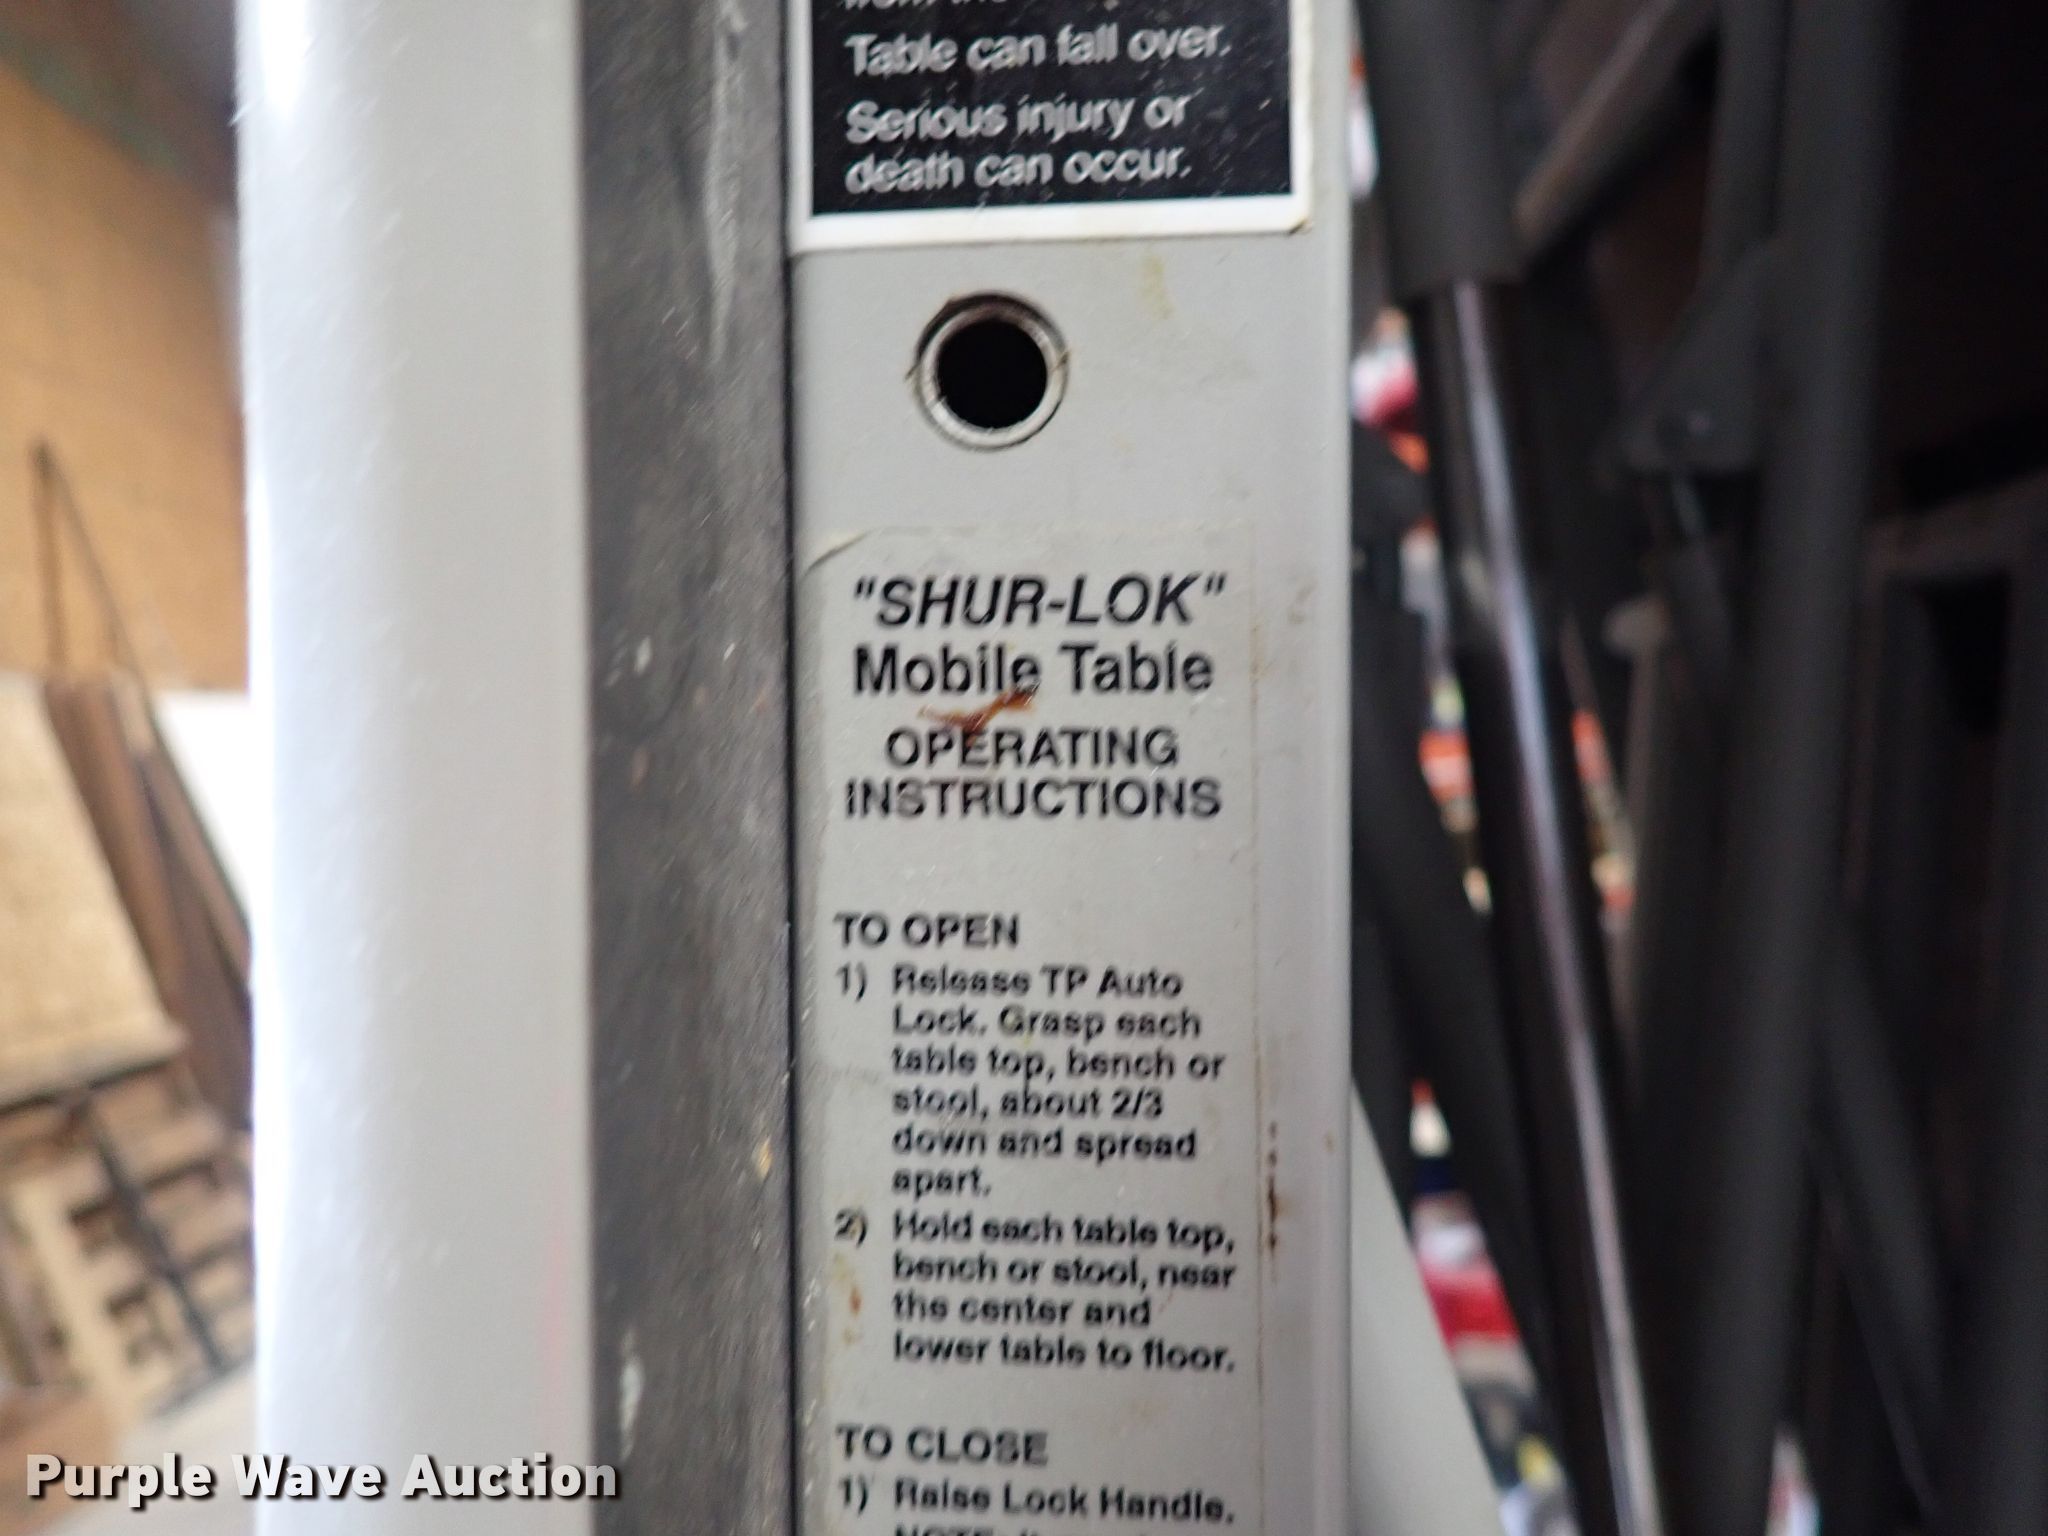 Table can fall over.
Serious injury or
death can occur.
"SHUR-LOK"
Mobile Table
OPERATING
INSTRUCTIONS
TO OPEN
1) Release TP Auto
Lock. Grasp each
table top, bench or
stool, about 2/3
down and spread
apart.
2) Hold each table top,
bench or stool, near
the center and
lower table to floor.
TO CLOSE
1) Raise Lock Handle.
Purple Wave Auction